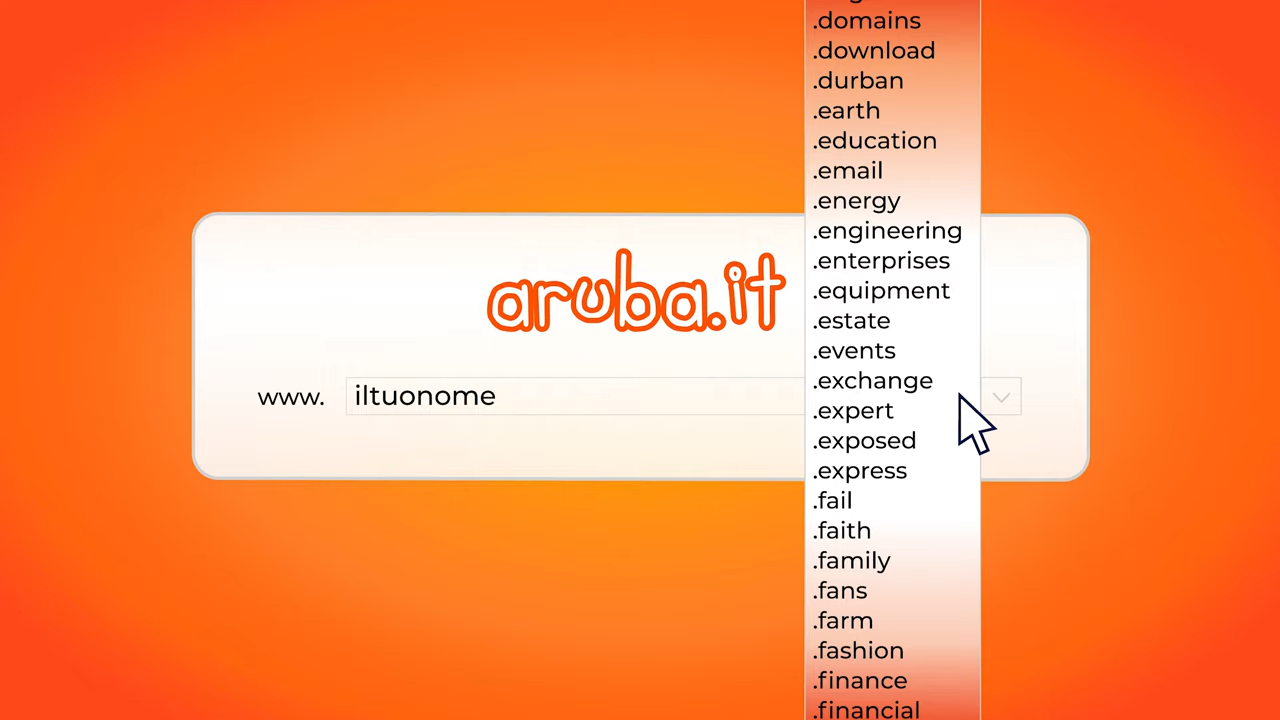 .domains
.download
.durban
.earth
.education
.email
.energy
.engineering
.enterprises
.equipment
.estate
.events
.exchange
.expert
.exposed
.express
.fail
.faith
.family
.fans
.farm
.fashion
.finance
.financial
aruba.it
www. iltuonome